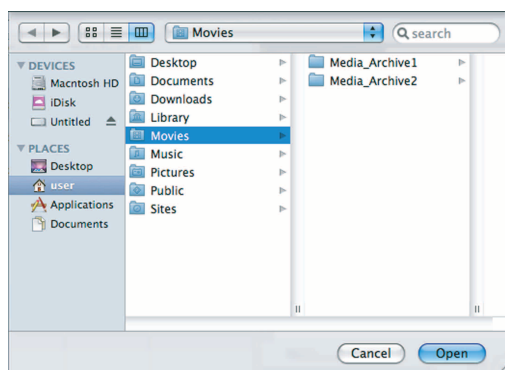 Movies
search
DEVICES
Macntosh HD
iDisk
Untitled
PLACES
Desktop
user
Applications
Documents
Desktop
Documents
Downloads
Library
Movies
Music
Pictures
Public
Sites
Media_Archive1
Media_Archive2
Cancel
Open